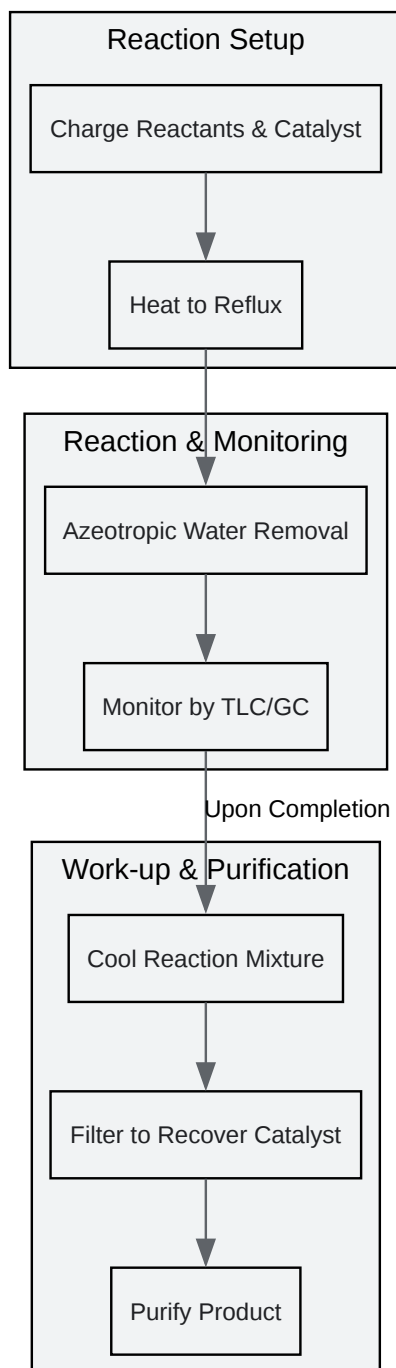 Reaction Setup
Charge Reactants & Catalyst
Heat to Reflux
Reaction & Monitoring
Azeotropic Water Removal
Monitor by TLC/GC
Upon Completion
Work-up & Purification
Cool Reaction Mixture
Filter to Recover Catalyst
Purify Product